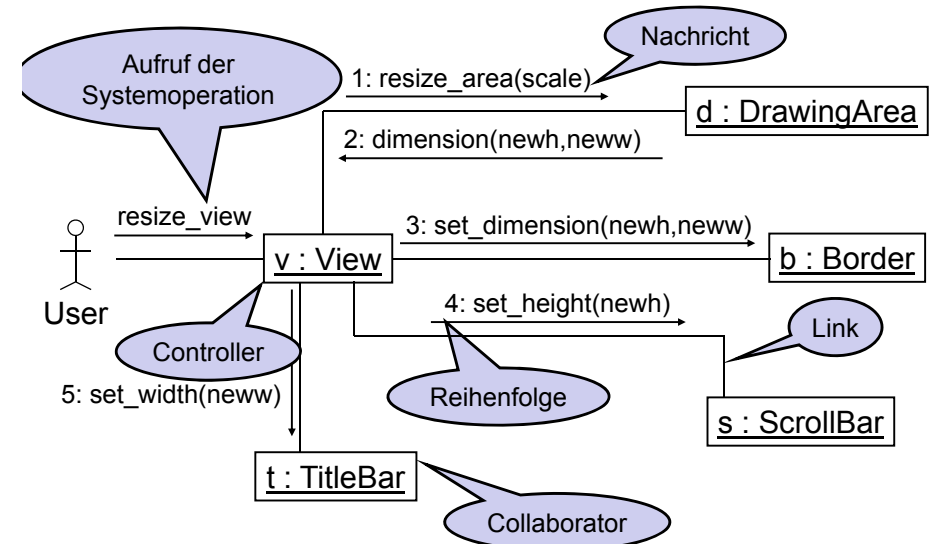 Nachricht
Aufruf der
Systemoperation
1: resize_area(scale)
d : DrawingArea
2: dimension(newh,neww)
resize_view
3: set_dimension(newh,neww)
v : View
b : Border
User
4: set_height(newh)
Link
Controller
5: set_width(neww)
Reihenfolge
s : ScrollBar
t : TitleBar
Collaborator